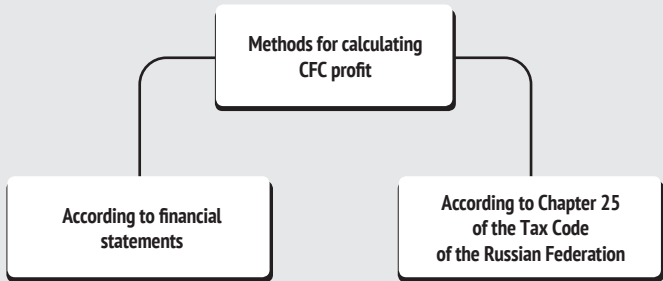 Methods for calculating
CFC profit
According to financial
statements
According to Chapter 25
of the Tax Code
of the Russian Federation